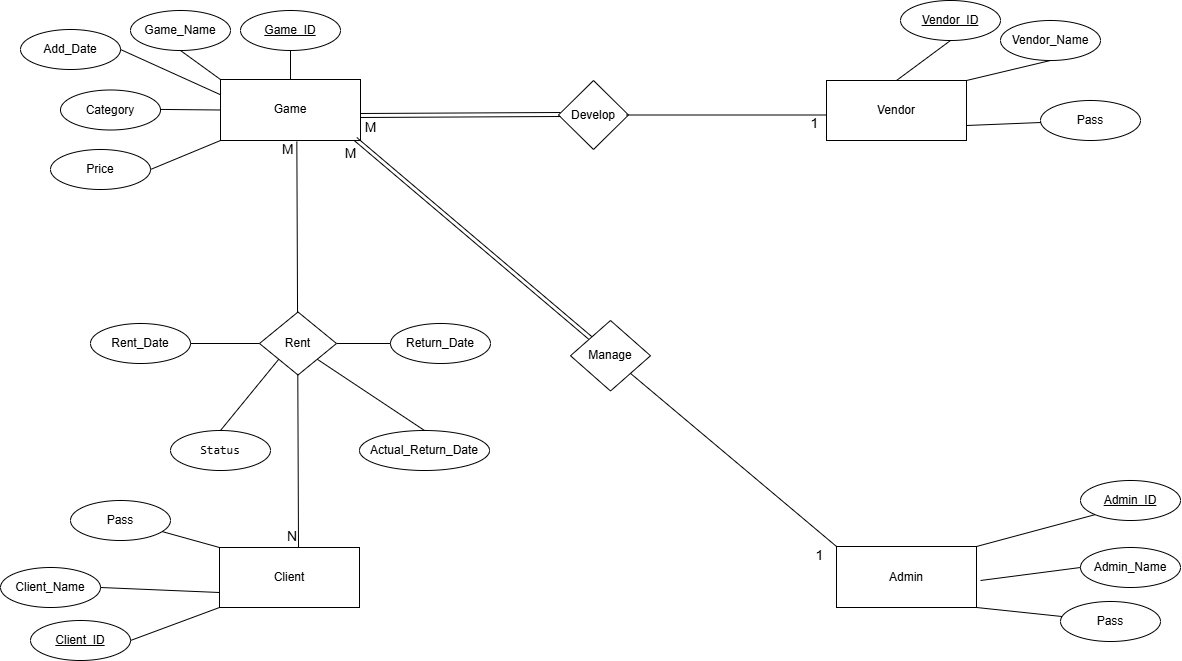 Vendor_ID
Game_Name
Game_ID
Vendor_Name
Add_Date
Category
Game
Develop
Vendor
Pass
M
1
M
M
Price
Rent_Date
Rent
Return_Date
Manage
Status
Actual_Return_Date
Admin_ID
Pass
N
1
Client
Admin
Admin_Name
Client_Name
Pass
Client_ID